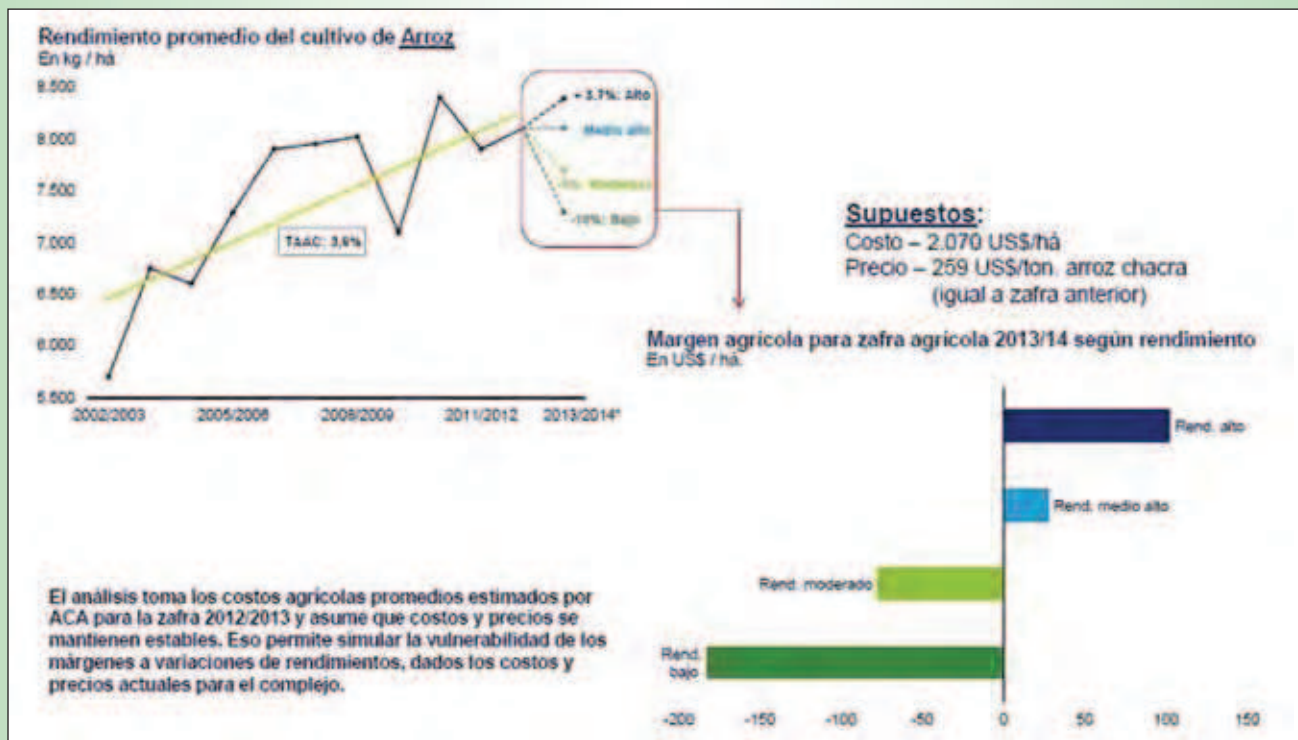 Rendimiento promedio del cultivo de Arroz
En kg / há
8.500
8.000
7.500
7.000
6.500
6.000
5.500
+ 3,7%: Alto
Medio alto
-10%: Bajo
TAAC: 3,6%
2002/2003 2005/2006 2008/2009 2011/2012 2013/2014*
Supuestos:
Costo – 2.070 US$/há
Precio – 259 US$/ton. arroz chacra
(igual a zafra anterior)
Margen agrícola para zafra agrícola 2013/14 según rendimiento
En US$ / há.
Rend. alto
Rend. medio alto
Rend. moderado
Rend.
bajo
-200 -150 -100 -50 0 50 100 150
El análisis toma los costos agrícolas promedios estimados por
ACA para la zafra 2012/2013 y asume que costos y precios se
mantienen estables. Eso permite simular la vulnerabilidad de los
márgenes a variaciones de rendimientos, dados los costos y
precios actuales para el complejo.